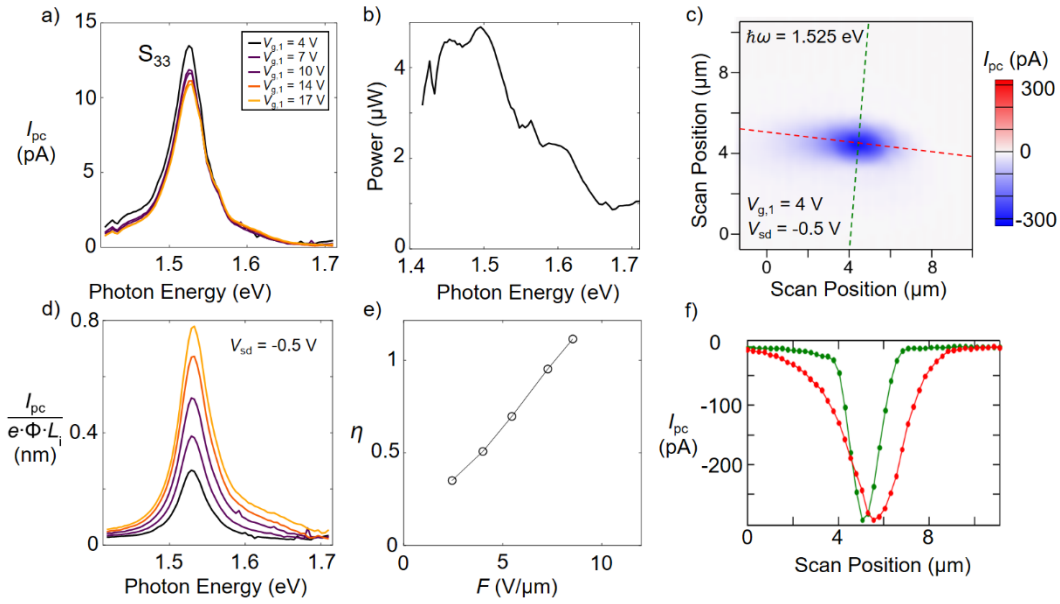 a)
S33
Vg,1 = 4 V
Vg,1 = 7 V
Vg,1 = 10 V
Vg,1 = 14 V
Vg,1 = 17 V
15
10
5
0
Ipc
(pA)
1.5
1.6
1.7
Photon Energy (eV)
b)
4
2
0
Power (µW)
1.4
1.5
1.6
1.7
Photon Energy (eV)
c)
ℏω = 1.525 eV
Vg,1 = 4 V
Vsd = -0.5 V
8
4
0
Scan Position (µm)
0
4
8
Scan Position (µm)
Ipc (pA)
300
0
-300
d)
Vsd = -0.5 V
0.8
0.4
0
Ipc
e·Φ·Li
(nm)
1.5
1.6
1.7
Photon Energy (eV)
e)
1
0.5
0
η
0
5
10
F (V/µm)
f)
0
-100
-200
Ipc
(pA)
0
4
8
Scan Position (µm)